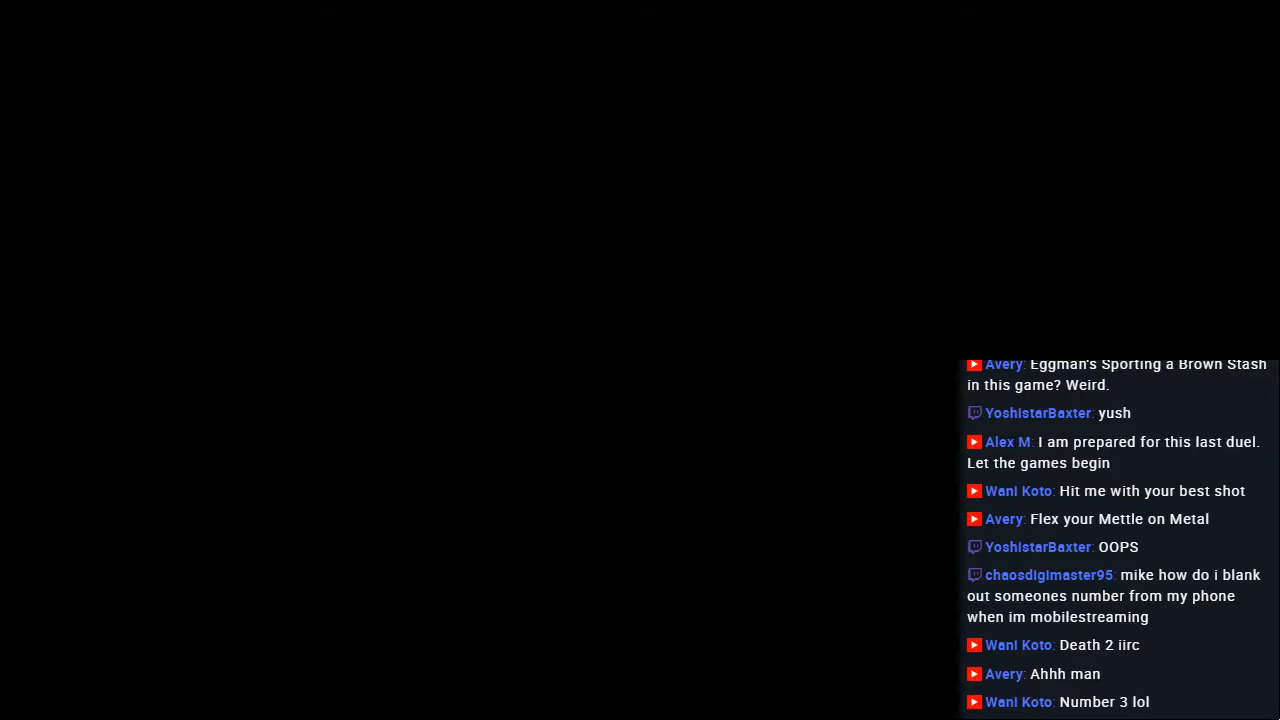 Avery: Eggman's Sporting a Brown Stash
in this game? Weird.
YoshistarBaxter: yush
Alex M: I am prepared for this last duel.
Let the games begin
Wani Koto: Hit me with your best shot
Avery: Flex your Mettle on Metal
YoshistarBaxter: OOPS
chaosdigimaster95: mike how do i blank
out someones number from my phone
when im mobilestreaming
Wani Koto: Death 2 iirc
Avery: Ahhh man
Wani Koto: Number 3 lol